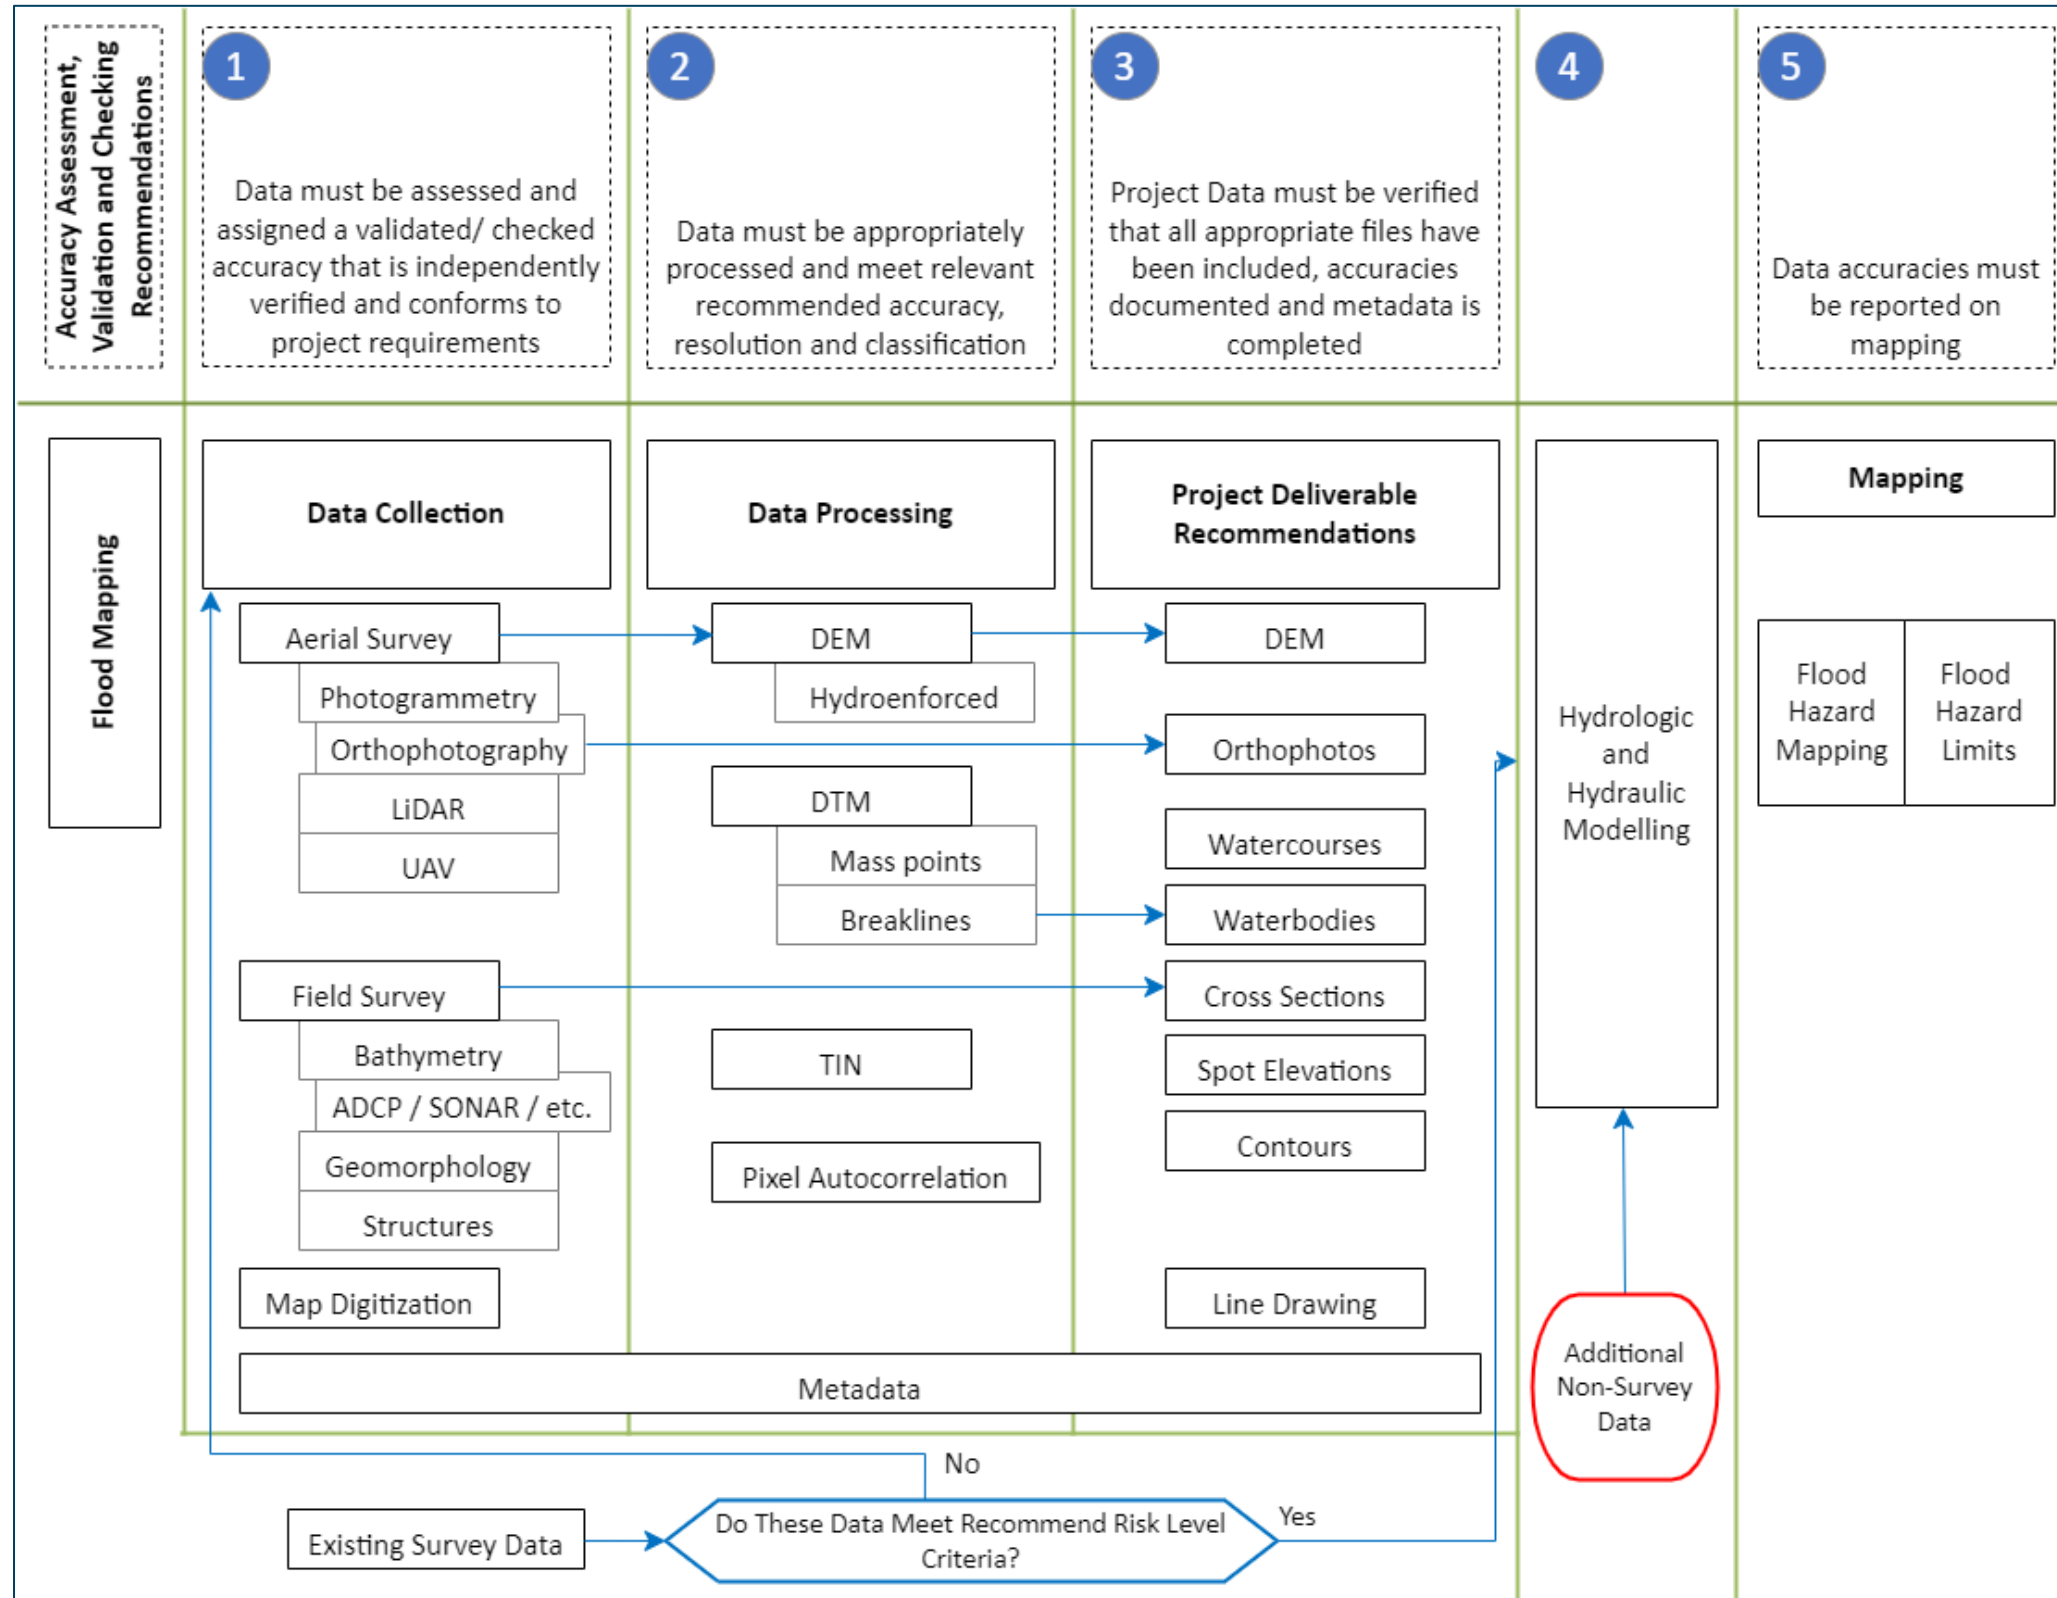 Accuracy Assessment,
Validation and Checking
Recommendations
1
Data must be assessed and
assigned a validated/ checked
accuracy that is independently
verified and conforms to
project requirements
2
Data must be appropriately
processed and meet relevant
recommended accuracy,
resolution and classification
3
Project Data must be verified
that all appropriate files have
been included, accuracies
documented and metadata is
completed
4
5
Data accuracies must
be reported on
mapping
Flood Mapping
Data Collection
Aerial Survey
Photogrammetry
Orthophotography
LiDAR
UAV
Field Survey
Bathymetry
ADCP / SONAR / etc.
Geomorphology
Structures
Map Digitization
Data Processing
DEM
Hydroenforced
DTM
Mass points
Breaklines
TIN
Pixel Autocorrelation
Project Deliverable
Recommendations
DEM
Orthophotos
Watercourses
Waterbodies
Cross Sections
Spot Elevations
Contours
Line Drawing
Metadata
Hydrologic
and
Hydraulic
Modelling
Additional
Non-Survey
Data
Mapping
Flood
Hazard
Mapping
Flood
Hazard
Limits
Existing Survey Data
Do These Data Meet Recommend Risk Level
Criteria?
No
Yes